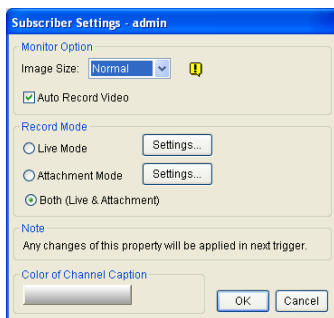 Subscriber Settings - admin
Monitor Option
Image Size: Normal
Auto Record Video
Record Mode
Live Mode Settings...
Attachment Mode Settings...
Both (Live & Attachment)
Note
Any changes of this property will be applied in next trigger.
Color of Channel Caption
OK Cancel